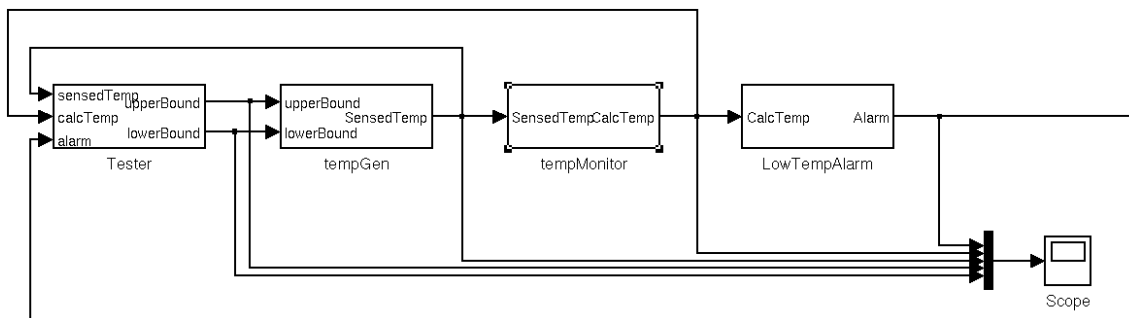 sensedTemp
calcTemp
alarm
upperBound
lowerBound
Tester
upperBound
lowerBound
SensedTemp
tempGen
SensedTemp
CalcTemp
tempMonitor
CalcTemp
Alarm
LowTempAlarm
Scope